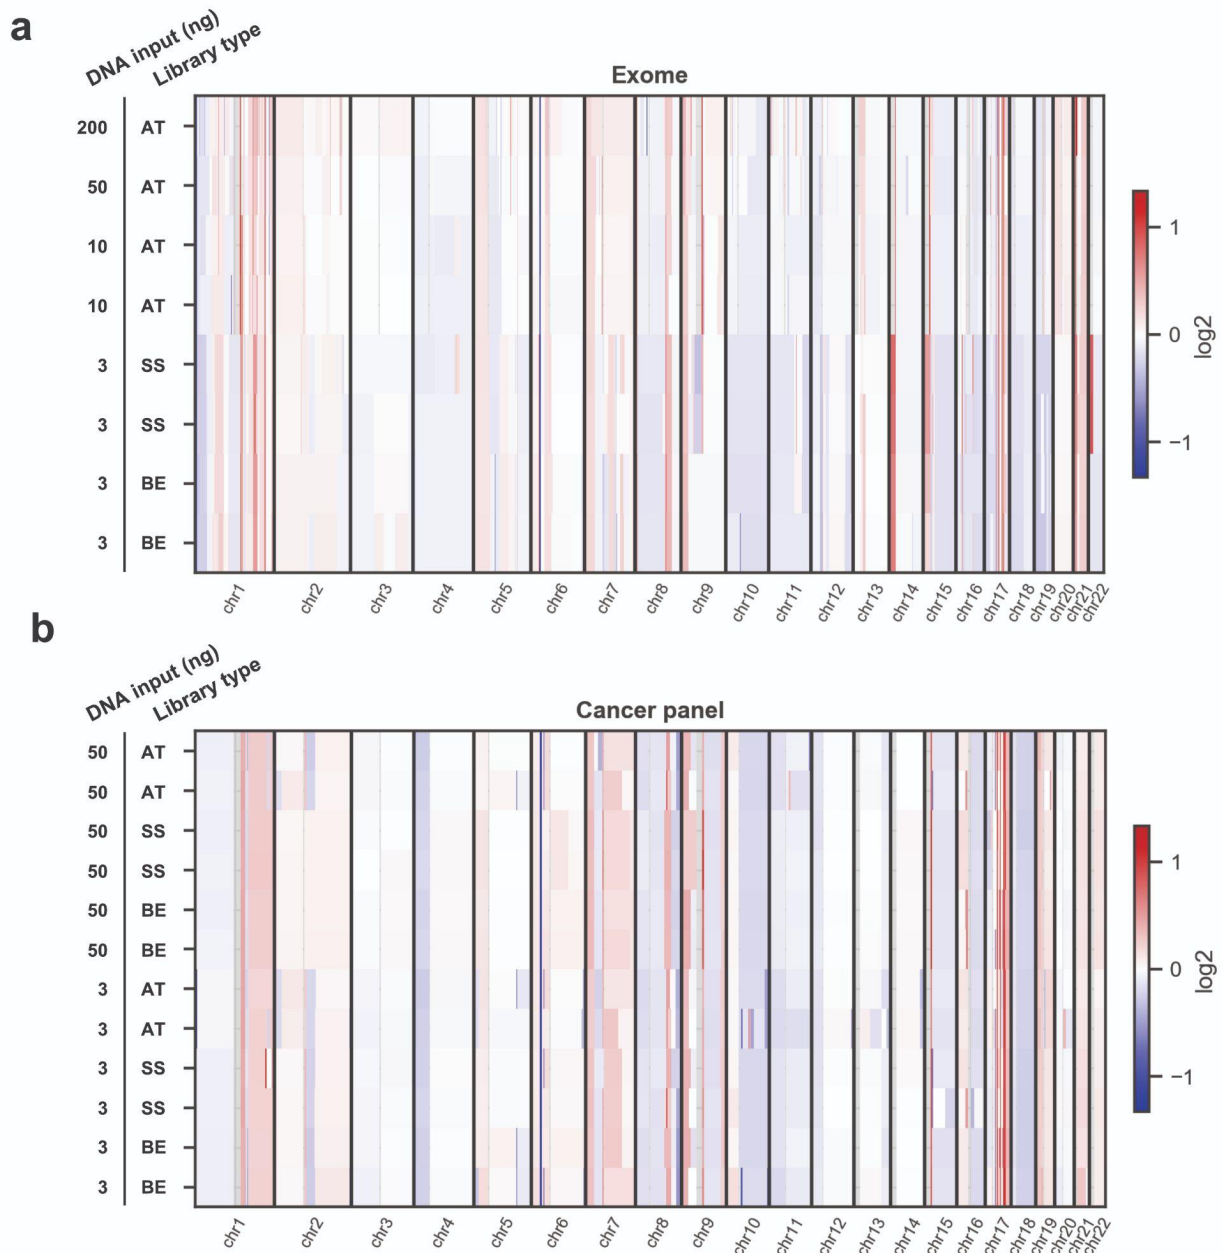 a
DNA input (ng)
Library type
Exome
200 AT
50 AT
10 AT
10 AT
3 SS
3 SS
3 BE
3 BE
1
0
−1
log2
chr1 chr2 chr3 chr4 chr5 chr6 chr7 chr8 chr9 chr10 chr11 chr12 chr13 chr14 chr15 chr16 chr17 chr18 chr19 chr20 chr21 chr22
b
DNA input (ng)
Library type
Cancer panel
50 AT
50 AT
50 SS
50 SS
50 BE
50 BE
3 AT
3 AT
3 SS
3 SS
3 BE
3 BE
1
0
−1
log2
chr1 chr2 chr3 chr4 chr5 chr6 chr7 chr8 chr9 chr10 chr11 chr12 chr13 chr14 chr15 chr16 chr17 chr18 chr19 chr20 chr21 chr22